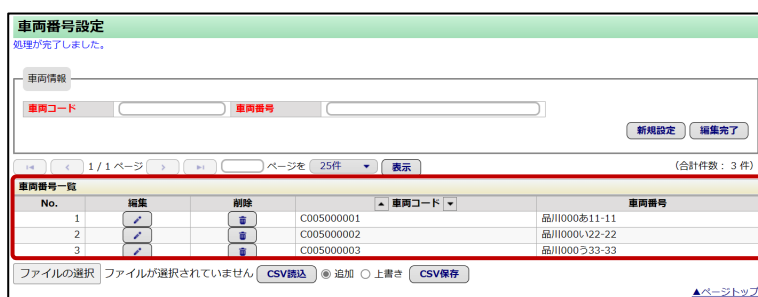 車両番号設定
処理が完了しました。
車両情報
車両コード 車両番号
新規設定 編集完了
1 / 1 ページ ページを 25件 表示 (合計件数： 3 件)
車両番号一覧
No. 編集 削除 ▲ 車両コード ▼ 車両番号
1 C005000001 品川000あ11-11
2 C005000002 品川000い22-22
3 C005000003 品川000う33-33
ファイルの選択 ファイルが選択されていません CSV読込 追加 上書き CSV保存
▲ページトップ